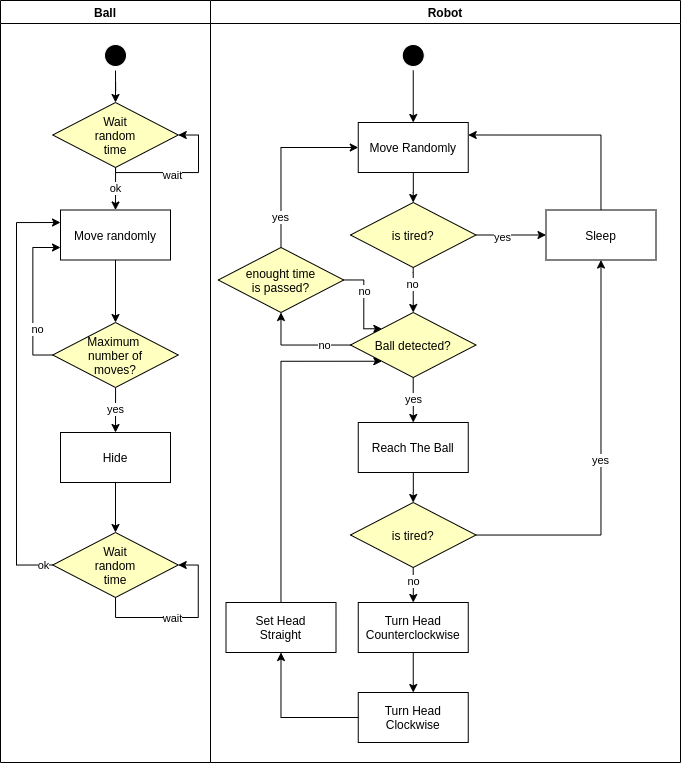 Ball
Wait
random
time
wait
ok
Move randomly
no
Maximum
number of
moves?
yes
Hide
Wait
random
time
ok
wait
Robot
Move Randomly
is tired?
yes
Sleep
no
yes
enought time
is passed?
no
no
Ball detected?
yes
Reach The Ball
is tired?
yes
no
Turn Head
Counterclockwise
Set Head
Straight
Turn Head
Clockwise